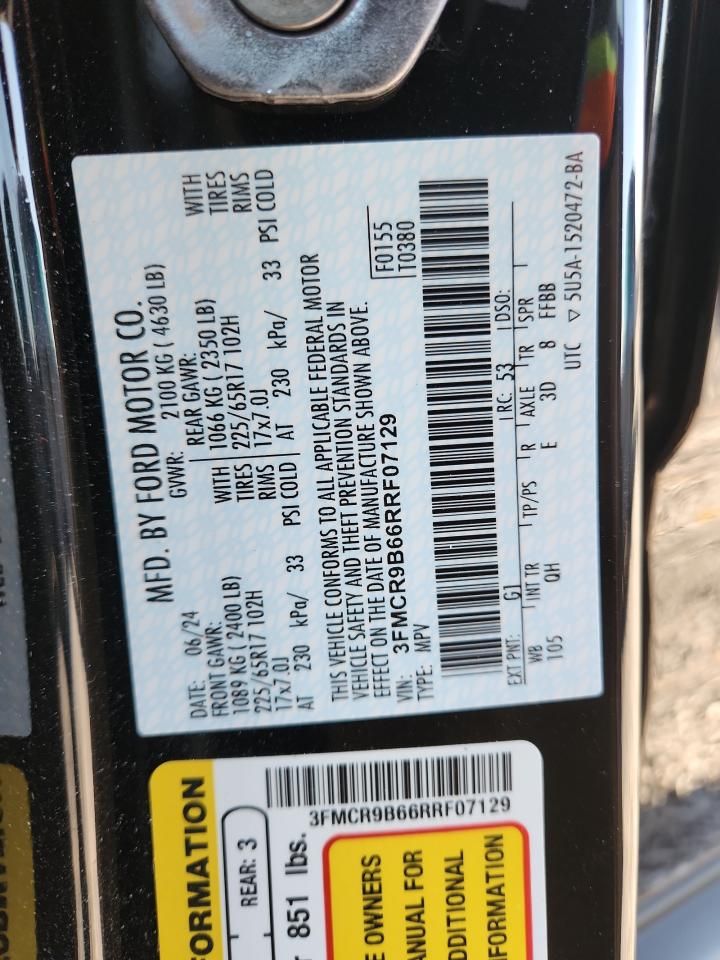 MFD. BY FORD MOTOR CO.
DATE: 06/24 GVWR: 2100 KG ( 4630 LB)
FRONT GAWR: REAR GAWR:
1089 KG ( 2400 LB) WITH 1066 KG ( 2350 LB) WITH
225/65R17 102H TIRES 225/65R17 102H TIRES
17x7.0J RIMS 17x7.0J RIMS
AT 230 kPa/ 33 PSI COLD AT 230 kPa/ 33 PSI COLD
THIS VEHICLE CONFORMS TO ALL APPLICABLE FEDERAL MOTOR
VEHICLE SAFETY AND THEFT PREVENTION STANDARDS IN
EFFECT ON THE DATE OF MANUFACTURE SHOWN ABOVE.
VIN: 3FMCR9B66RRF07129 F0155
TYPE: MPV T0380
EXT PNT: G1 RC: 53 DSO:
WB INT TR TP/PS R AXLE TR SPR
105 QH E 3D 8 FFBB
UTC ▽ 5U5A-1520472-BA
FORMATION
REAR: 3
851 lbs.
3FMCR9B66RRF07129
E OWNERS
ANUAL FOR
DDITIONAL
FORMATION